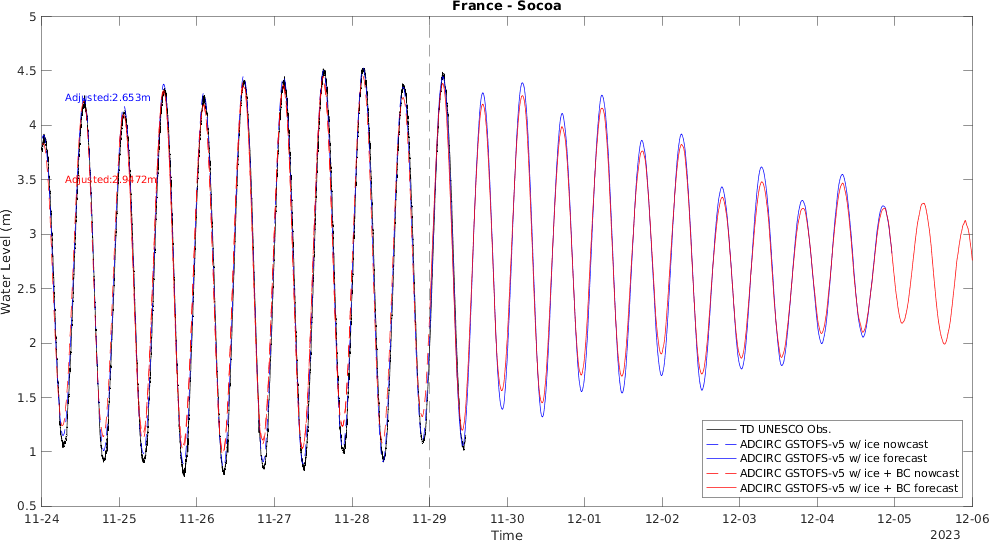 France - Socoa
5
4.5
4
3.5
3
2.5
2
1.5
1
0.5
Water Level (m)
Adjusted:2.653m
Adjusted:2.9472m
TD UNESCO Obs.
ADCIRC GSTOFS-v5 w/ ice nowcast
ADCIRC GSTOFS-v5 w/ ice forecast
ADCIRC GSTOFS-v5 w/ ice + BC nowcast
ADCIRC GSTOFS-v5 w/ ice + BC forecast
11-24 11-25 11-26 11-27 11-28 11-29 11-30 12-01 12-02 12-03 12-04 12-05 12-06
Time
2023